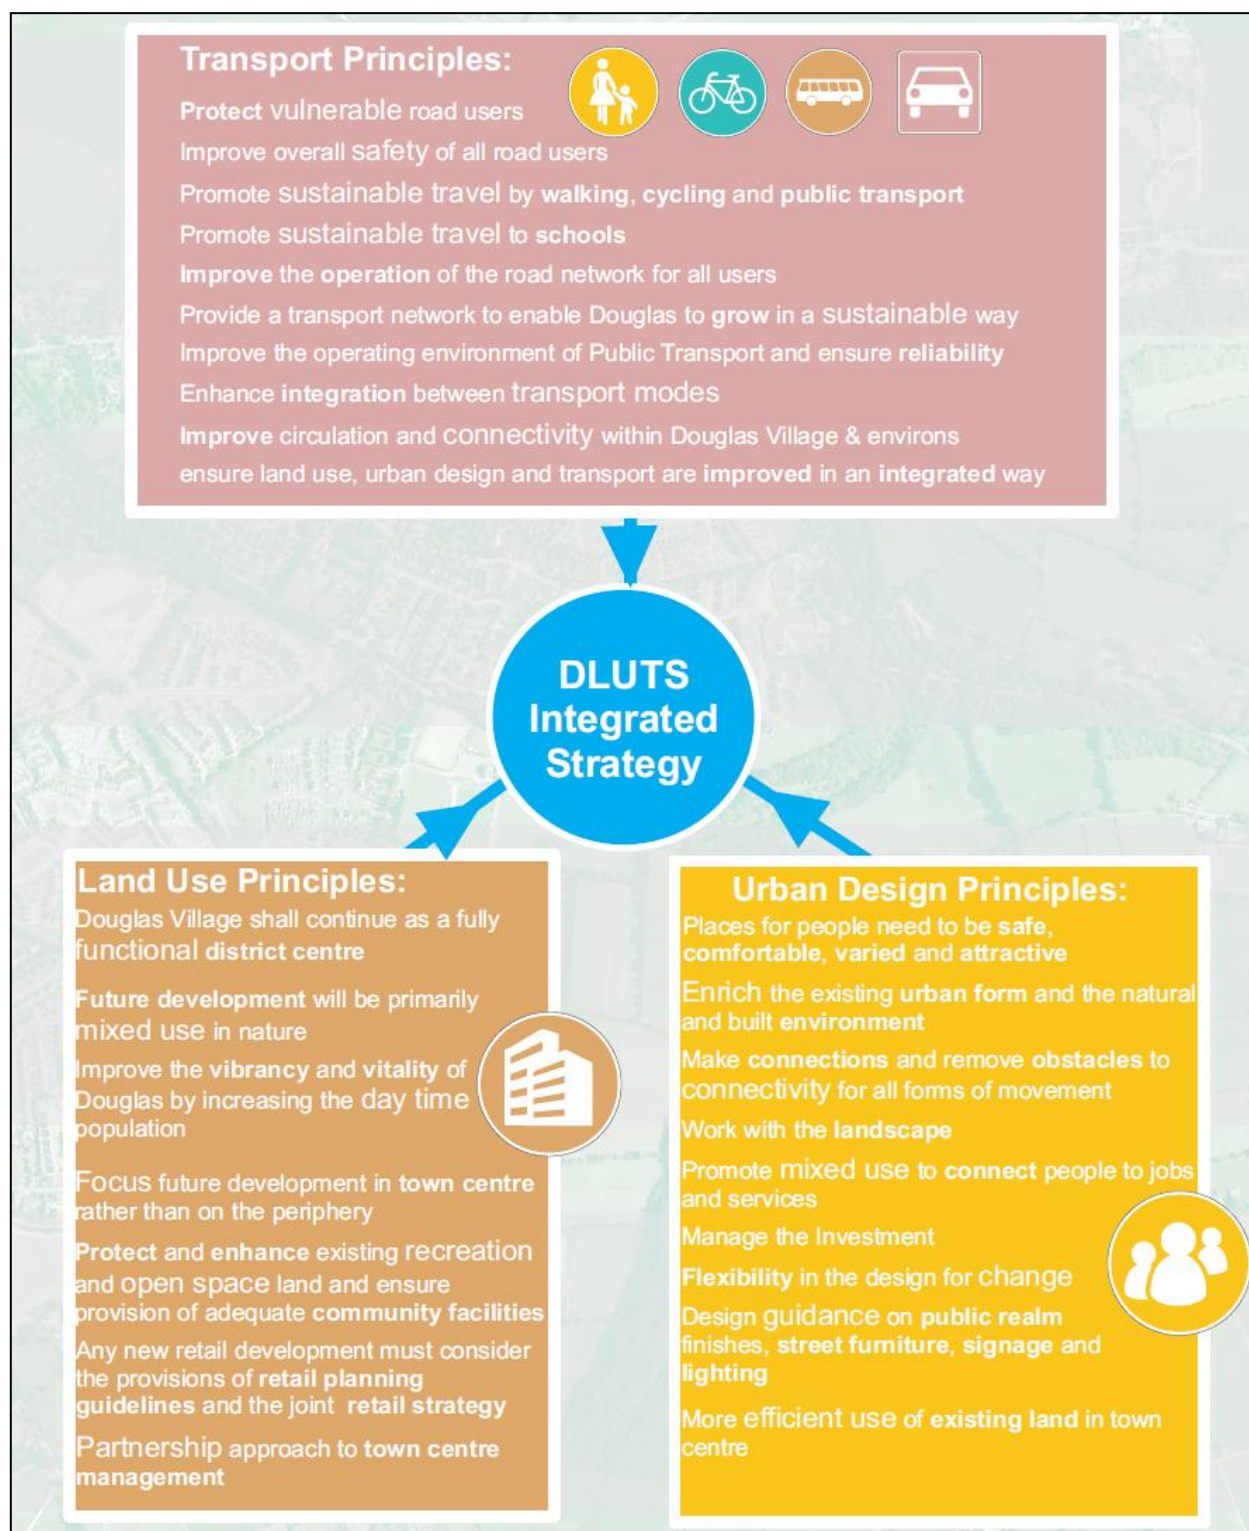 Transport Principles:
Protect vulnerable road users
Improve overall safety of all road users
Promote sustainable travel by walking, cycling and public transport
Promote sustainable travel to schools
Improve the operation of the road network for all users
Provide a transport network to enable Douglas to grow in a sustainable way
Improve the operating environment of Public Transport and ensure reliability
Enhance integration between transport modes
Improve circulation and connectivity within Douglas Village & environs
ensure land use, urban design and transport are improved in an integrated way
DLUTS
Integrated
Strategy
Land Use Principles:
Douglas Village shall continue as a fully
functional district centre
Future development will be primarily
mixed use in nature
Improve the vibrancy and vitality of
Douglas by increasing the day time
population
Focus future development in town centre
rather than on the periphery
Protect and enhance existing recreation
and open space land and ensure
provision of adequate community facilities
Any new retail development must consider
the provisions of retail planning
guidelines and the joint retail strategy
Partnership approach to town centre
management
Urban Design Principles:
Places for people need to be safe,
comfortable, varied and attractive
Enrich the existing urban form and the natural
and built environment
Make connections and remove obstacles to
connectivity for all forms of movement
Work with the landscape
Promote mixed use to connect people to jobs
and services
Manage the Investment
Flexibility in the design for change
Design guidance on public realm
finishes, street furniture, signage and
lighting
More efficient use of existing land in town
centre